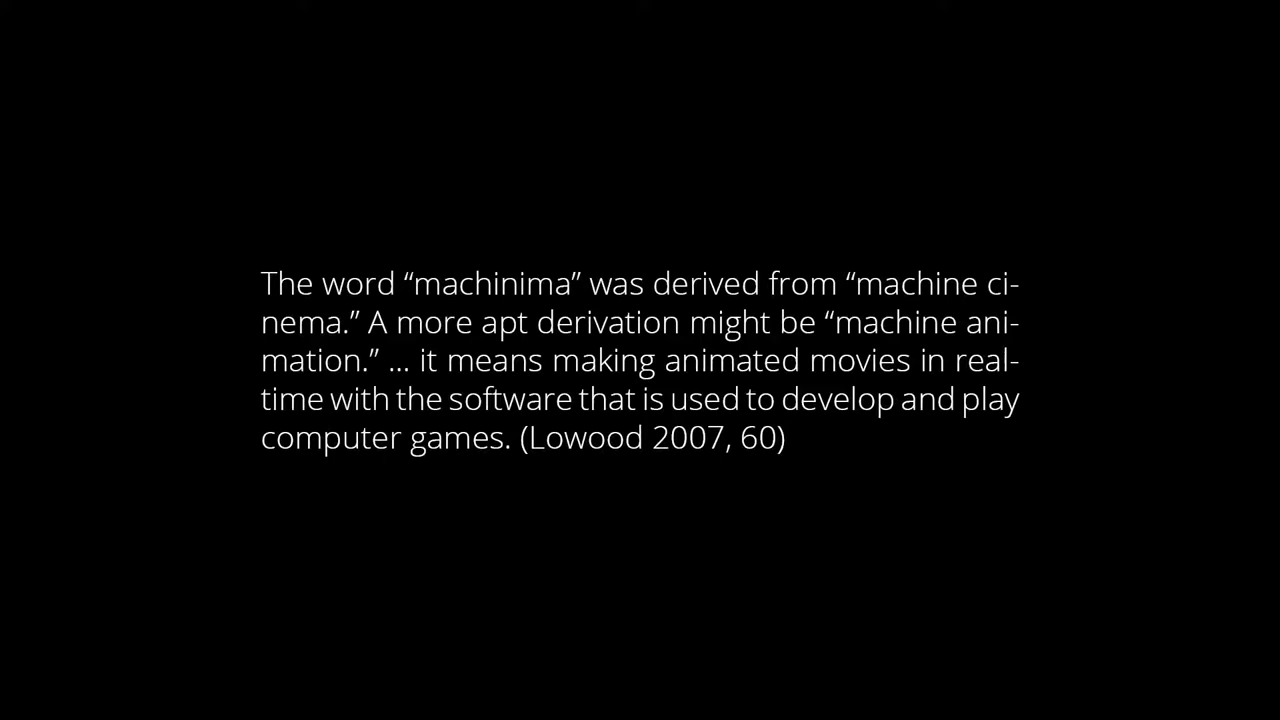 The word “machinima” was derived from “machine ci-
nema.” A more apt derivation might be “machine ani-
mation.” ... it means making animated movies in real-
time with the software that is used to develop and play
computer games. (Lowood 2007, 60)